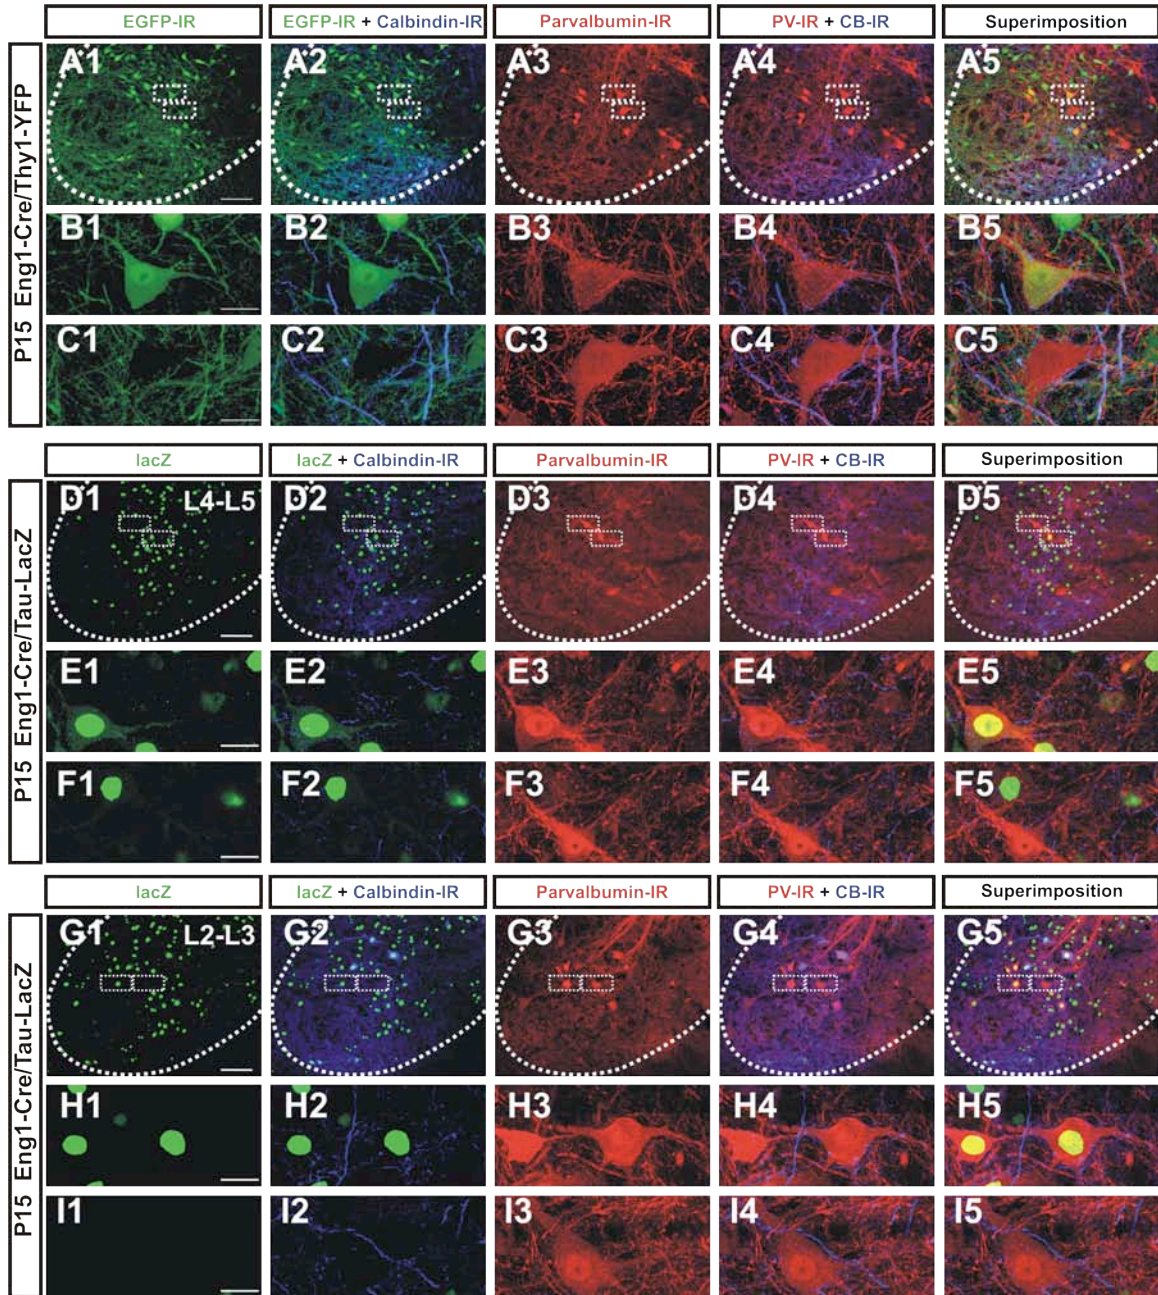 EGFP-IR
EGFP-IR + Calbindin-IR
Parvalbumin-IR
PV-IR + CB-IR
Superimposition
P15 Eng1-Cre/Thy1-YFP
A1
A2
A3
A4
A5
B1
B2
B3
B4
B5
C1
C2
C3
C4
C5
lacZ
lacZ + Calbindin-IR
Parvalbumin-IR
PV-IR + CB-IR
Superimposition
P15 Eng1-Cre/Tau-LacZ
D1 L4-L5
D2
D3
D4
D5
E1
E2
E3
E4
E5
F1
F2
F3
F4
F5
lacZ
lacZ + Calbindin-IR
Parvalbumin-IR
PV-IR + CB-IR
Superimposition
P15 Eng1-Cre/Tau-LacZ
G1 L2-L3
G2
G3
G4
G5
H1
H2
H3
H4
H5
I1
I2
I3
I4
I5